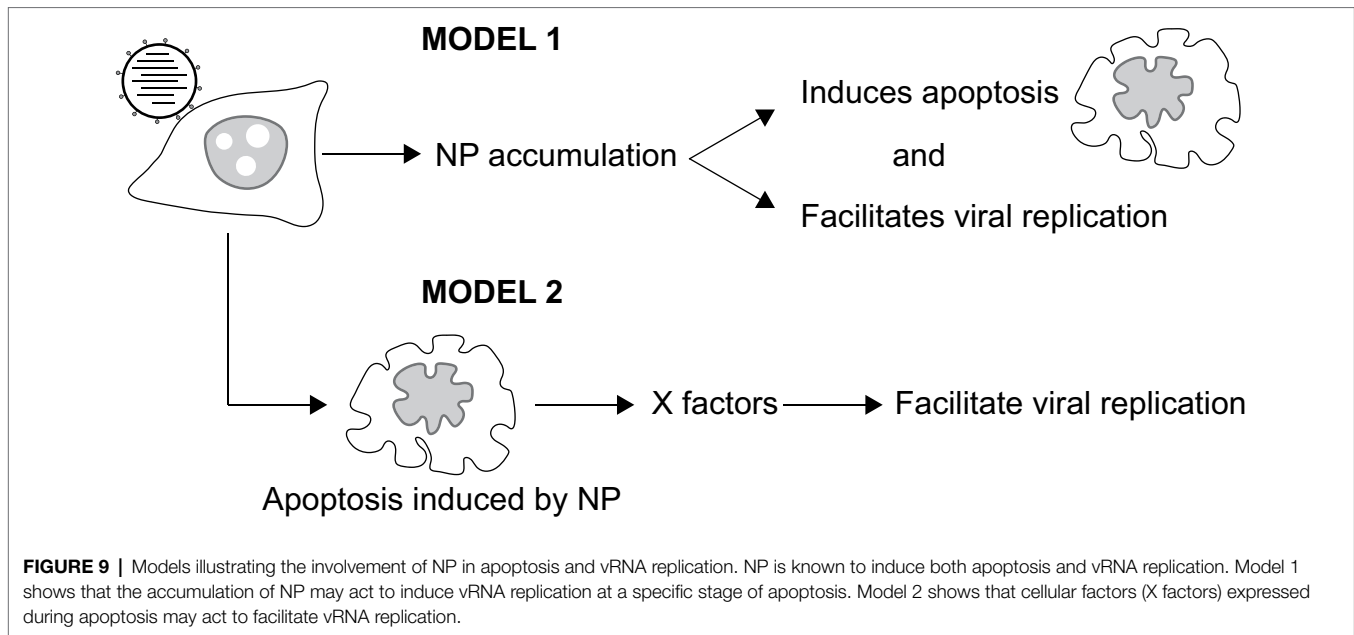 MODEL 1
Induces apoptosis
NP accumulation
and
Facilitates viral replication
MODEL 2
X factors
Facilitate viral replication
Apoptosis induced by NP
FIGURE 9 | Models illustrating the involvement of NP in apoptosis and vRNA replication. NP is known to induce both apoptosis and vRNA replication. Model 1
shows that the accumulation of NP may act to induce vRNA replication at a specific stage of apoptosis. Model 2 shows that cellular factors (X factors) expressed
during apoptosis may act to facilitate vRNA replication.